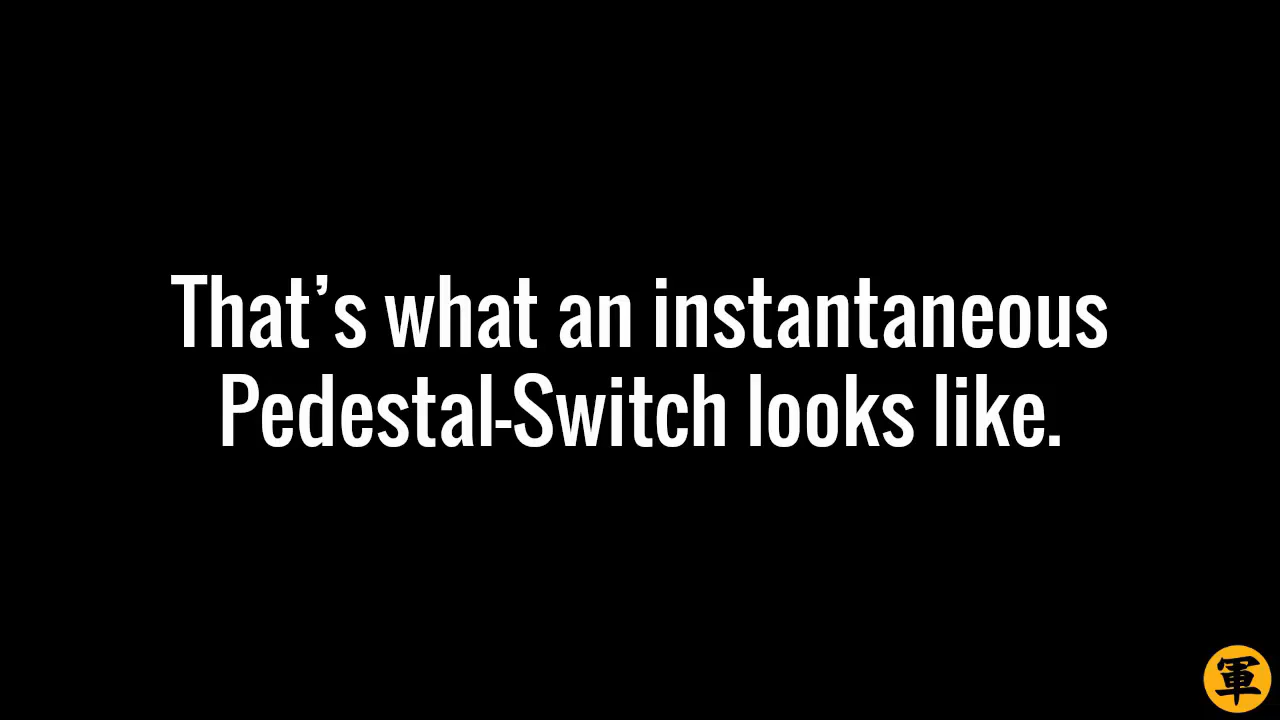 That’s what an instantaneous
Pedestal-Switch looks like.
軍